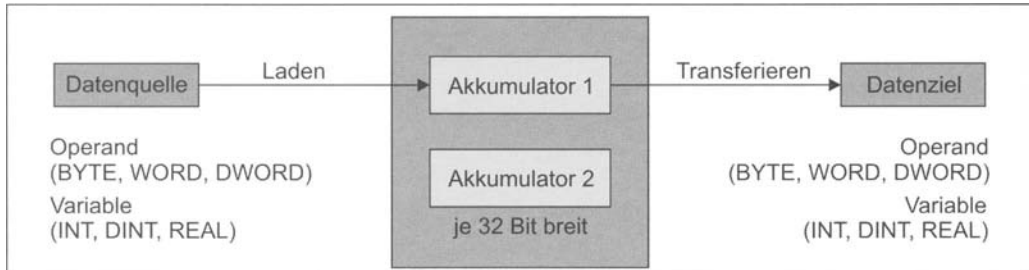 Datenquelle
Laden
Akkumulator 1
Transferieren
Datenziel
Operand
(BYTE, WORD, DWORD)
Variable
(INT, DINT, REAL)
Akkumulator 2
je 32 Bit breit
Operand
(BYTE, WORD, DWORD)
Variable
(INT, DINT, REAL)